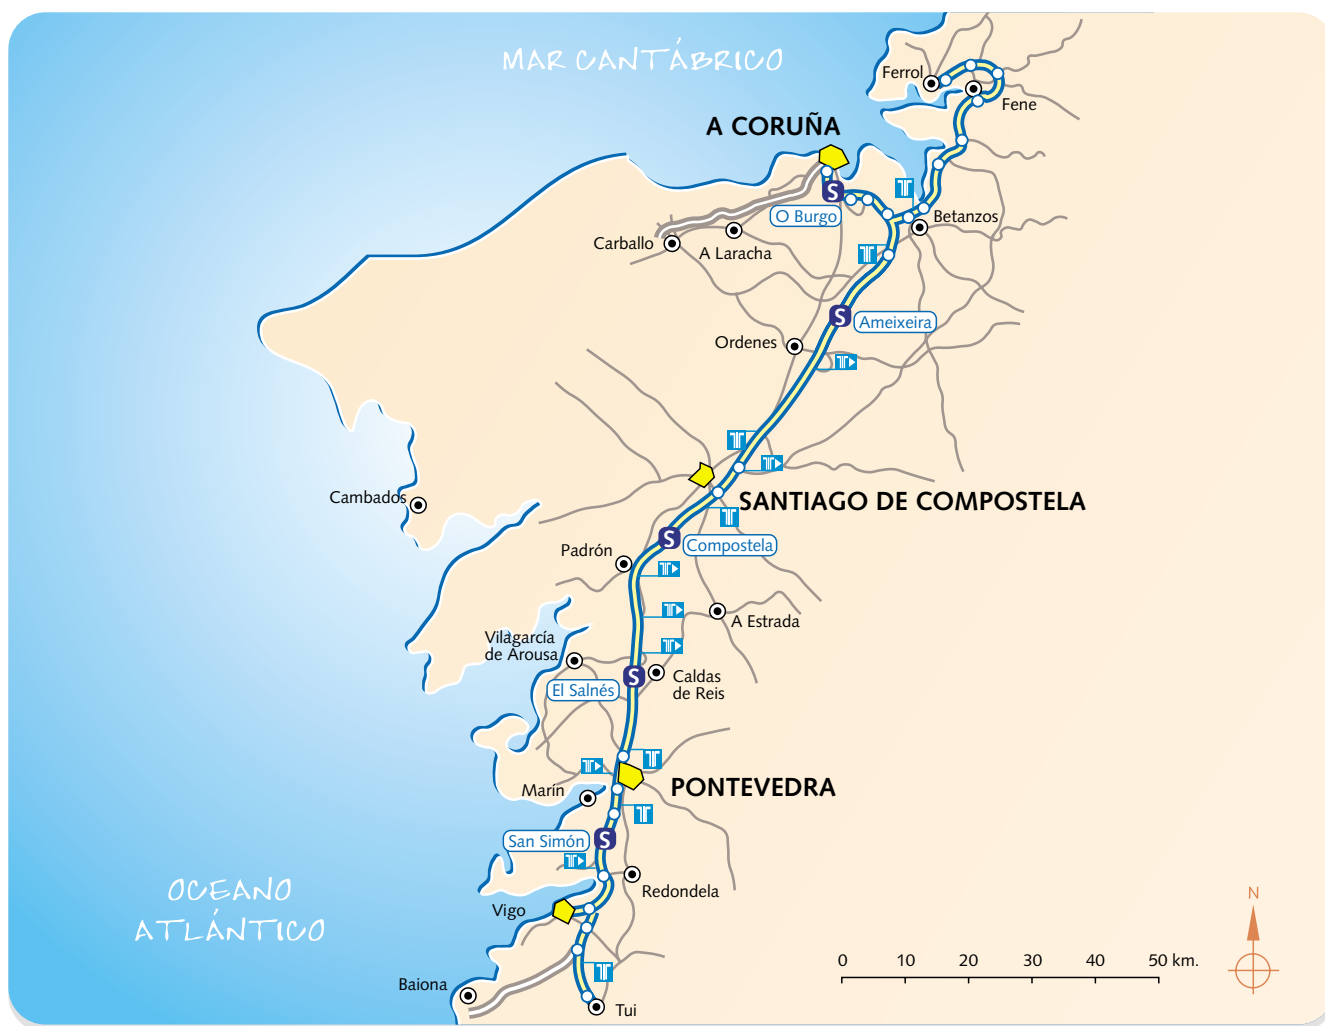 MAR CANTÁBRICO
Ferrol
Fene
A CORUÑA
S
O Burgo
Betanzos
Carballo
A Laracha
S
Ameixeira
Ordenes
Cambados
SANTIAGO DE COMPOSTELA
S
Compostela
Padrón
A Estrada
Vilagarcía
de Arousa
S
El Salnés
Caldas
de Reis
Marín
PONTEVEDRA
S
San Simón
Redondela
OCEANO
ATLÁNTICO
Vigo
N
0 10 20 30 40 50 km.
Baiona
Tui